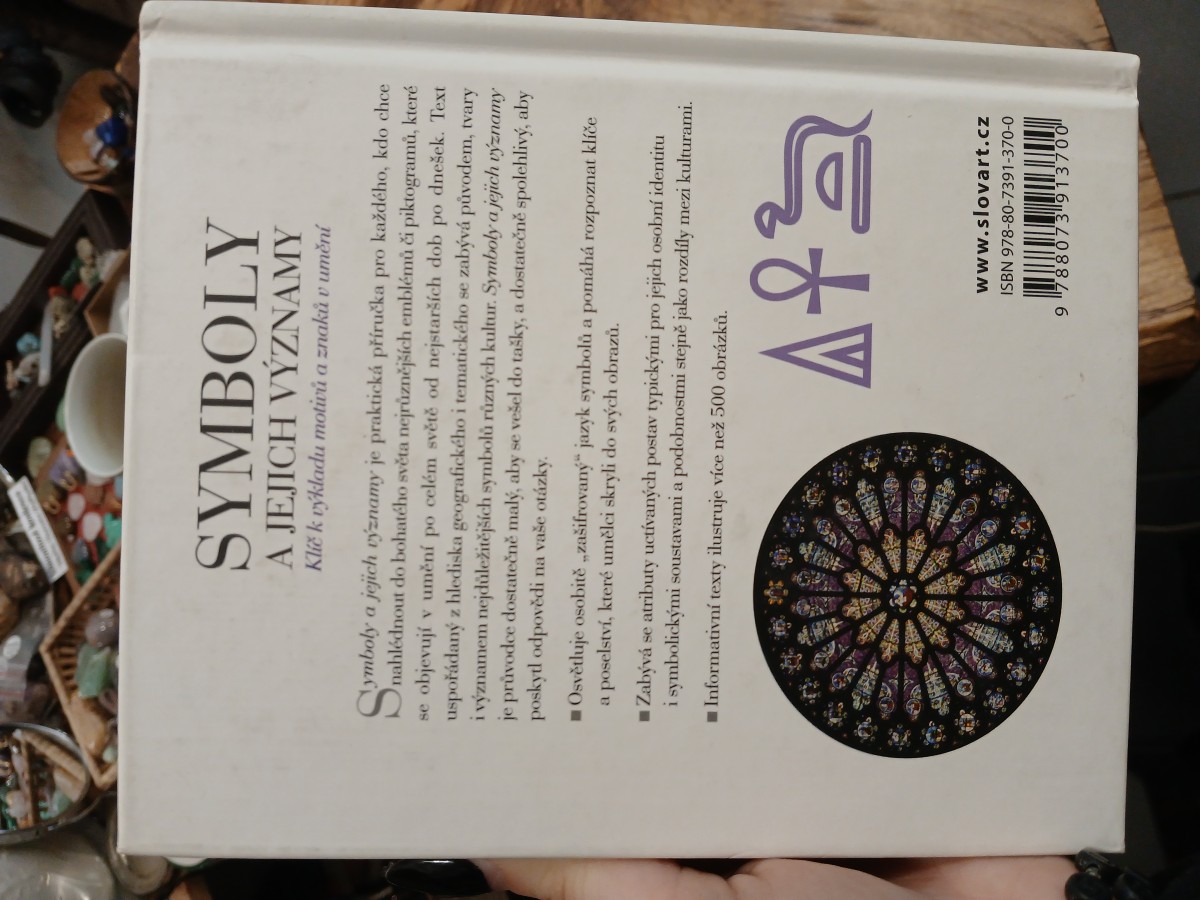 SYMBOLY
A JEJICH VÝZNAMY
Klíč k výkladu motivů a znaků v umění
Symboly a jejich významy je praktická příručka pro každého, kdo chce
nahlédnout do bohatého světa nejrůznějších emblémů či piktogramů, které
se objevují v umění po celém světě od nejstarších dob po dnešek. Text
uspořádaný z hlediska geografického i tematického se zabývá původem, tvary
i významem nejdůležitějších symbolů různých kultur. Symboly a jejich významy
je průvodce dostatečně malý, aby se vešel do tašky, a dostatečně spolehlivý, aby
poskytl odpovědi na vaše otázky.
■ Osvětluje osobitě „zašifrovaný“ jazyk symbolů a pomáhá rozpoznat klíče
a poselství, které umělci skryli do svých obrazů.
■ Zabývá se atributy uctívaných postav typickými pro jejich osobní identitu
i symbolickými soustavami a podobnostmi stejně jako rozdíly mezi kulturami.
■ Informativní texty ilustruje více než 500 obrázků.
www.slovart.cz
ISBN 978-80-7391-370-0
9 788073 913700